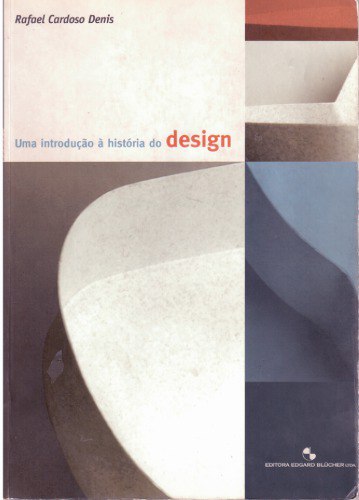 Rafael Cardoso Denis
Uma introdução à história do design
EDITORA EDGARD BLÜCHER LTDA.